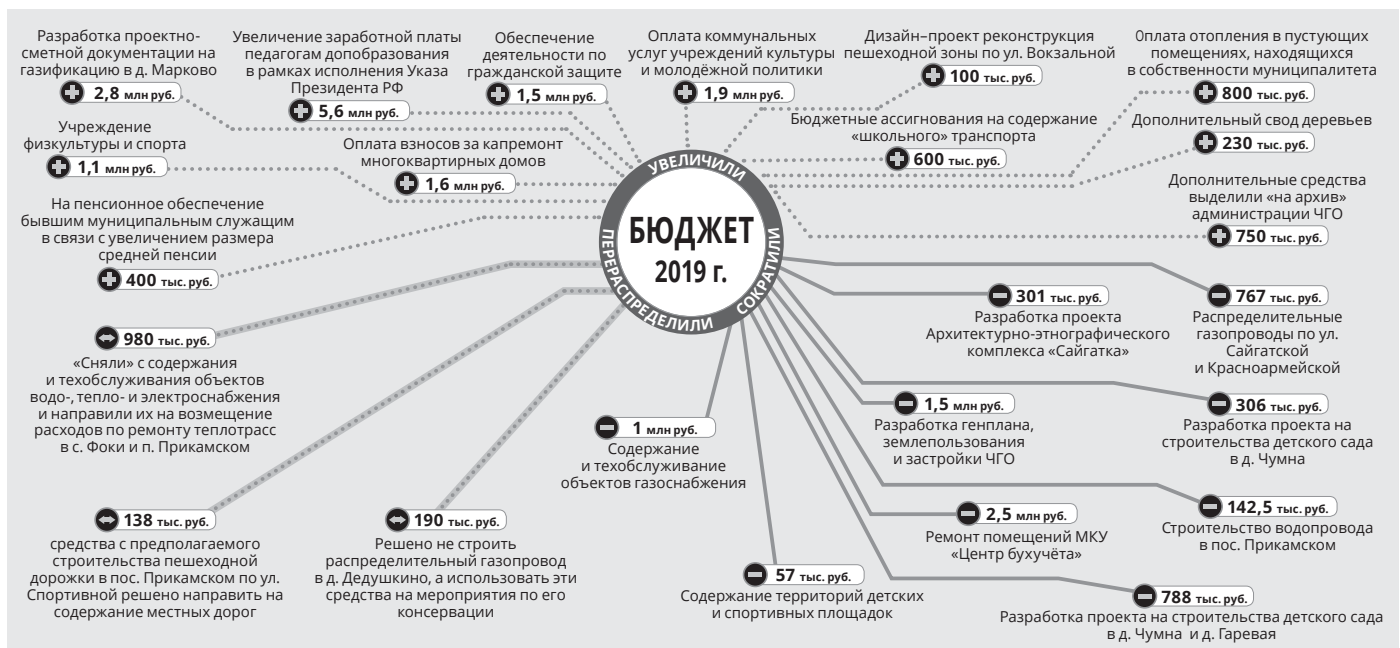 Разработка проектно-
сметной документации на
газификацию в д. Марково
2,8 млн руб.
Увеличение заработной платы
педагогам допобразования
в рамках исполнения Указа
Президента РФ
5,6 млн руб.
Обеспечение
деятельности по
гражданской защите
1,5 млн руб.
Оплата коммунальных
услуг учреждений культуры
и молодёжной политики
1,9 млн руб.
Дизайн–проект реконструкция
пешеходной зоны по ул. Вокзальной
100 тыс. руб.
Оплата отопления в пустующих
помещениях, находящихся
в собственности муниципалитета
800 тыс. руб.
Учреждение
физкультуры и спорта
1,1 млн руб.
Оплата взносов за капремонт
многоквартирных домов
1,6 млн руб.
Бюджетные ассигнования на содержание
«школьного» транспорта
600 тыс. руб.
Дополнительный свод деревьев
230 тыс. руб.
На пенсионное обеспечение
бывшим муниципальным служащим
в связи с увеличением размера
средней пенсии
400 тыс. руб.
Дополнительные средства
выделили «на архив»
администрации ЧГО
750 тыс. руб.
УВЕЛИЧИЛИ
БЮДЖЕТ
2019 г.
ПЕРЕРАСПРЕДЕЛИЛИ
СОКРАТИЛИ
980 тыс. руб.
«Сняли» с содержания
и техобслуживания объектов
водо-, тепло- и электроснабжения
и направили их на возмещение
расходов по ремонту теплотрасс
в с. Фоки и п. Прикамском
301 тыс. руб.
Разработка проекта
Архитектурно-этнографического
комплекса «Сайгатка»
767 тыс. руб.
Распределительные
газопроводы по ул.
Сайгатской
и Красноармейской
1 млн руб.
Содержание
и техобслуживание
объектов газоснабжения
1,5 млн руб.
Разработка генплана,
землепользования
и застройки ЧГО
306 тыс. руб.
Разработка проекта на
строительства детского сада
в д. Чумна
138 тыс. руб.
средства с предполагаемого
строительства пешеходной
дорожки в пос. Прикамском по ул.
Спортивной решено направить на
содержание местных дорог
190 тыс. руб.
Решено не строить
распределительный газопровод
в д. Дедушкино, а использовать эти
средства на мероприятия по его
консервации
2,5 млн руб.
Ремонт помещений МКУ
«Центр бухучёта»
142,5 тыс. руб.
Строительство водопровода
в пос. Прикамском
57 тыс. руб.
Содержание территорий детских
и спортивных площадок
788 тыс. руб.
Разработка проекта на строительства детского сада
в д. Чумна и д. Гаревая